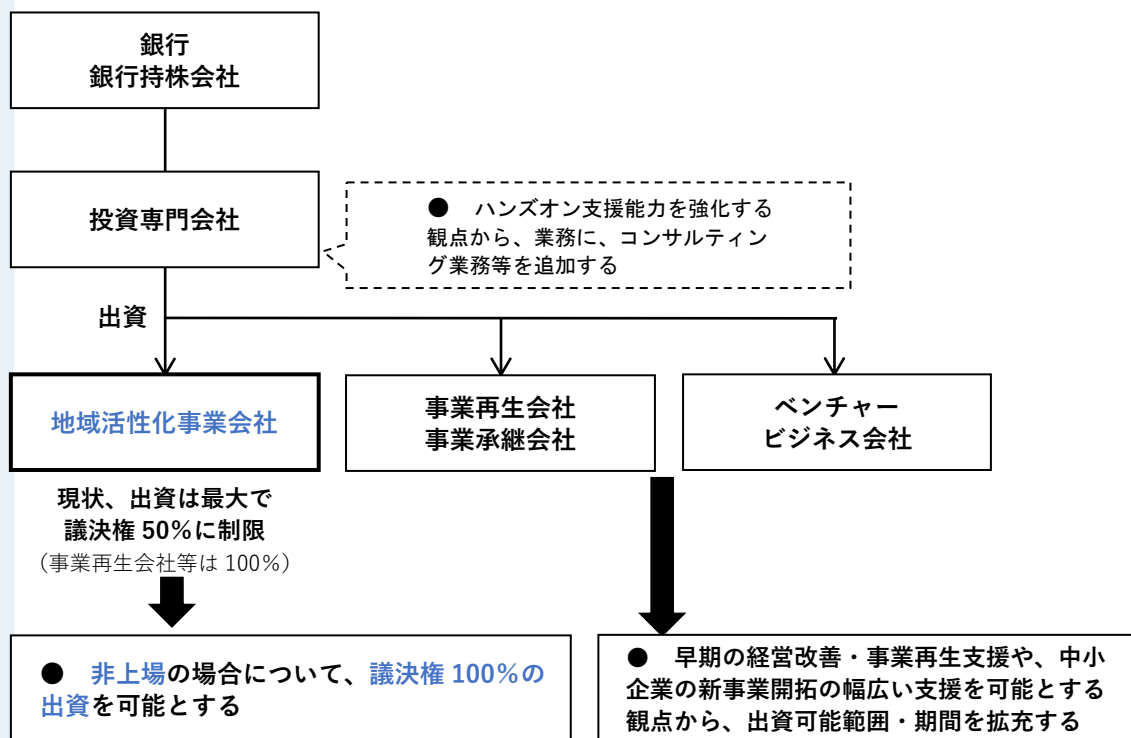 銀行
銀行持株会社
投資専門会社
● ハンズオン支援能力を強化する
観点から、業務に、コンサルティン
グ業務等を追加する
出資
地域活性化事業会社
事業再生会社
事業承継会社
ベンチャー
ビジネス会社
現状、出資は最大で
議決権 50%に制限
（事業再生会社等は 100%）
● 非上場の場合について、議決権 100%の
出資を可能とする
● 早期の経営改善・事業再生支援や、中小
企業の新事業開拓の幅広い支援を可能とする
観点から、出資可能範囲・期間を拡充する